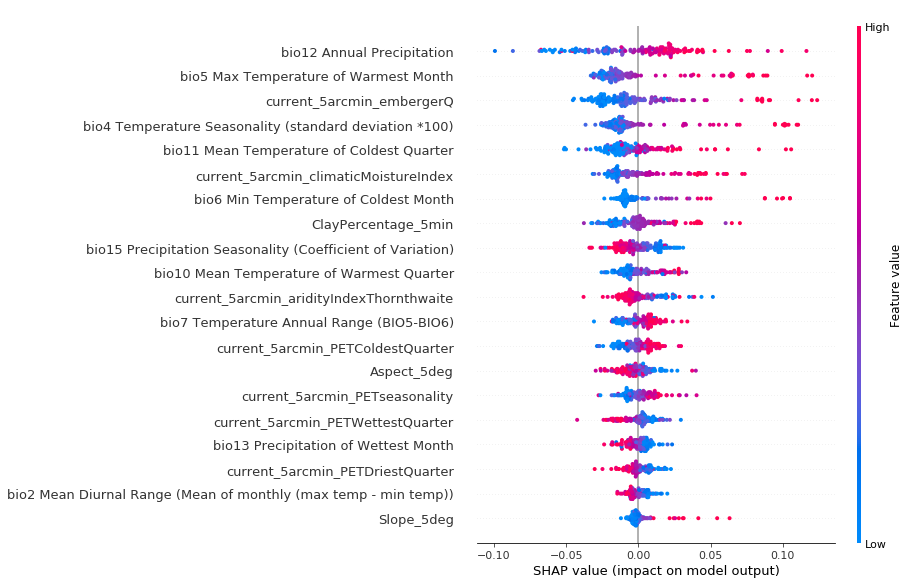 High
bio12 Annual Precipitation
bio5 Max Temperature of Warmest Month
current_5arcmin_embergerQ
bio4 Temperature Seasonality (standard deviation *100)
bio11 Mean Temperature of Coldest Quarter
current_5arcmin_climaticMoistureIndex
bio6 Min Temperature of Coldest Month
ClayPercentage_5min
bio15 Precipitation Seasonality (Coefficient of Variation)
bio10 Mean Temperature of Warmest Quarter
current_5arcmin_aridityIndexThornthwaite
bio7 Temperature Annual Range (BIO5-BIO6)
current_5arcmin_PETColdestQuarter
Aspect_5deg
current_5arcmin_PETseasonality
current_5arcmin_PETWettestQuarter
bio13 Precipitation of Wettest Month
current_5arcmin_PETDriestQuarter
bio2 Mean Diurnal Range (Mean of monthly (max temp - min temp))
Slope_5deg
Feature value
Low
−0.10 −0.05 0.00 0.05 0.10
SHAP value (impact on model output)